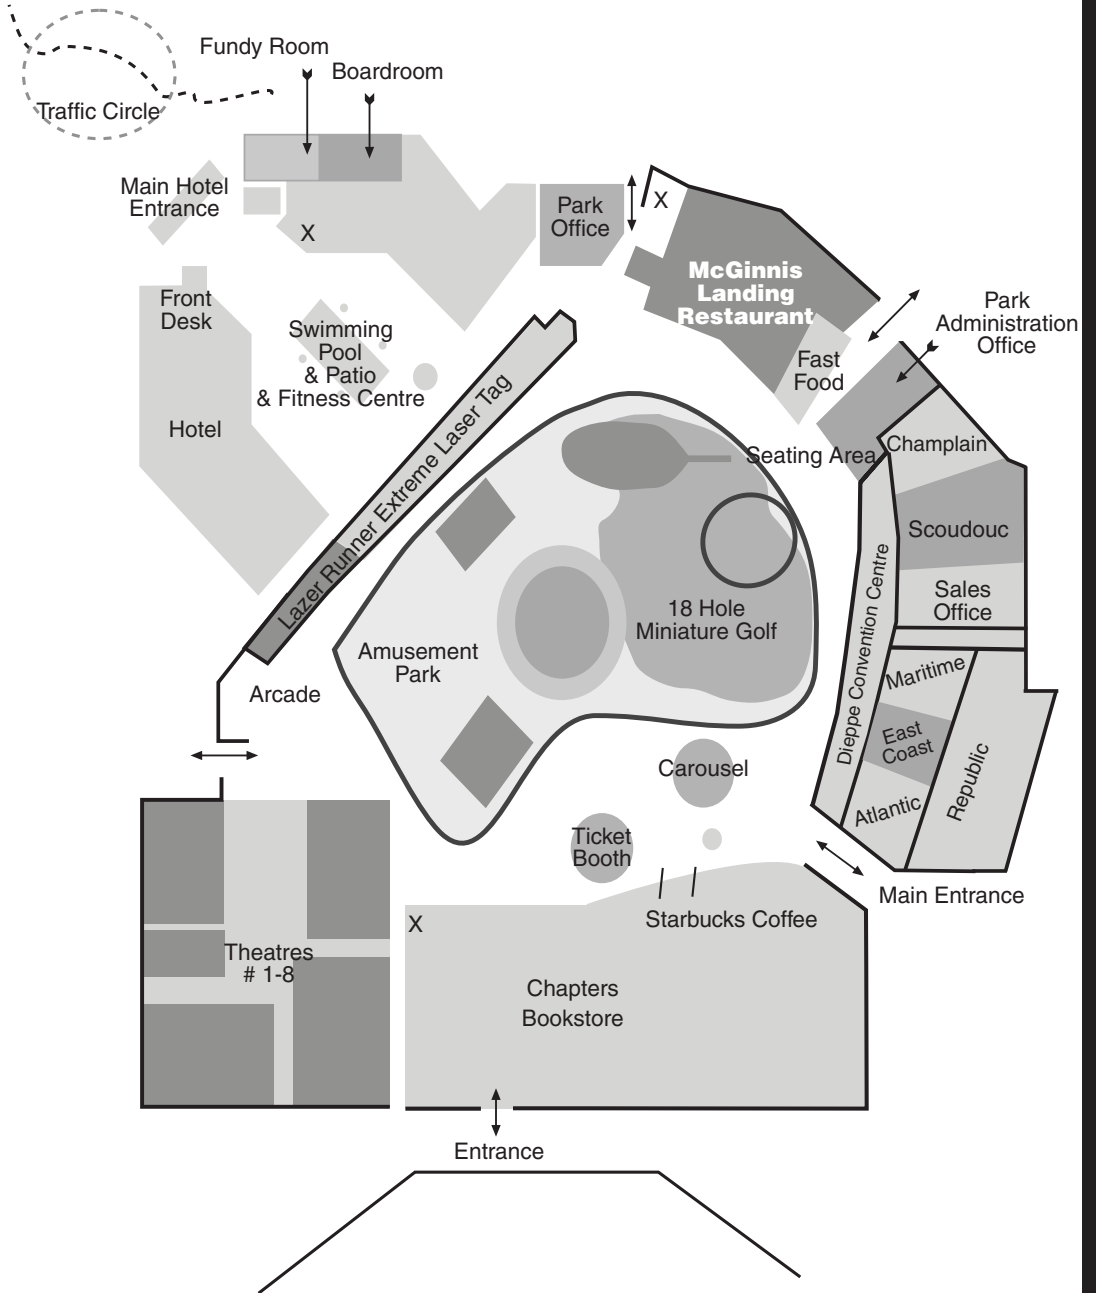 Fundy Room
Boardroom
Traffic Circle
Main Hotel
Entrance
X
Park
Office
X
McGinnis
Landing
Restaurant
Park
Administration
Office
Front
Desk
Swimming
Pool
& Patio
& Fitness Centre
Fast
Food
Hotel
Lazer Runner Extreme Laser Tag
Seating Area
Champlain
Scoudouc
Sales
Office
18 Hole
Miniature Golf
Amusement
Park
Arcade
Dieppe Convention Centre
Maritime
East
Coast
Republic
Atlantic
Carousel
Ticket
Booth
Main Entrance
Starbucks Coffee
X
Theatres
# 1-8
Chapters
Bookstore
Entrance